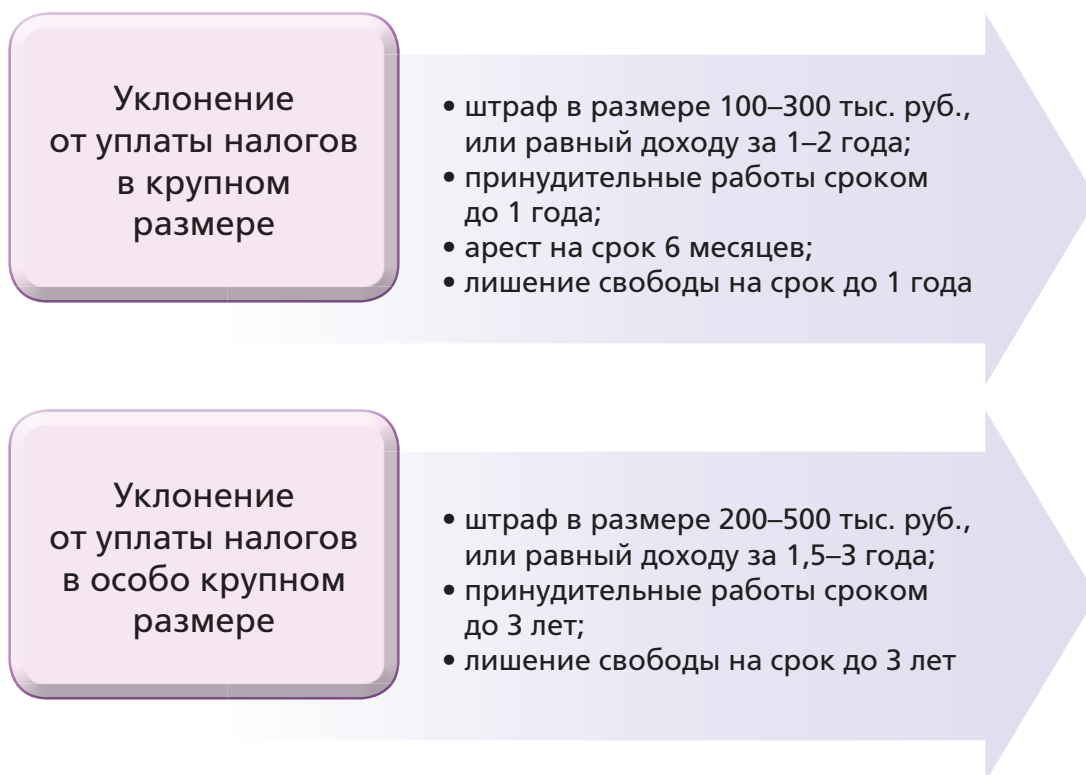 Уклонение
от уплаты налогов
в крупном
размере
• штраф в размере 100–300 тыс. руб.,
или равный доходу за 1–2 года;
• принудительные работы сроком
до 1 года;
• арест на срок 6 месяцев;
• лишение свободы на срок до 1 года
Уклонение
от уплаты налогов
в особо крупном
размере
• штраф в размере 200–500 тыс. руб.,
или равный доходу за 1,5–3 года;
• принудительные работы сроком
до 3 лет;
• лишение свободы на срок до 3 лет